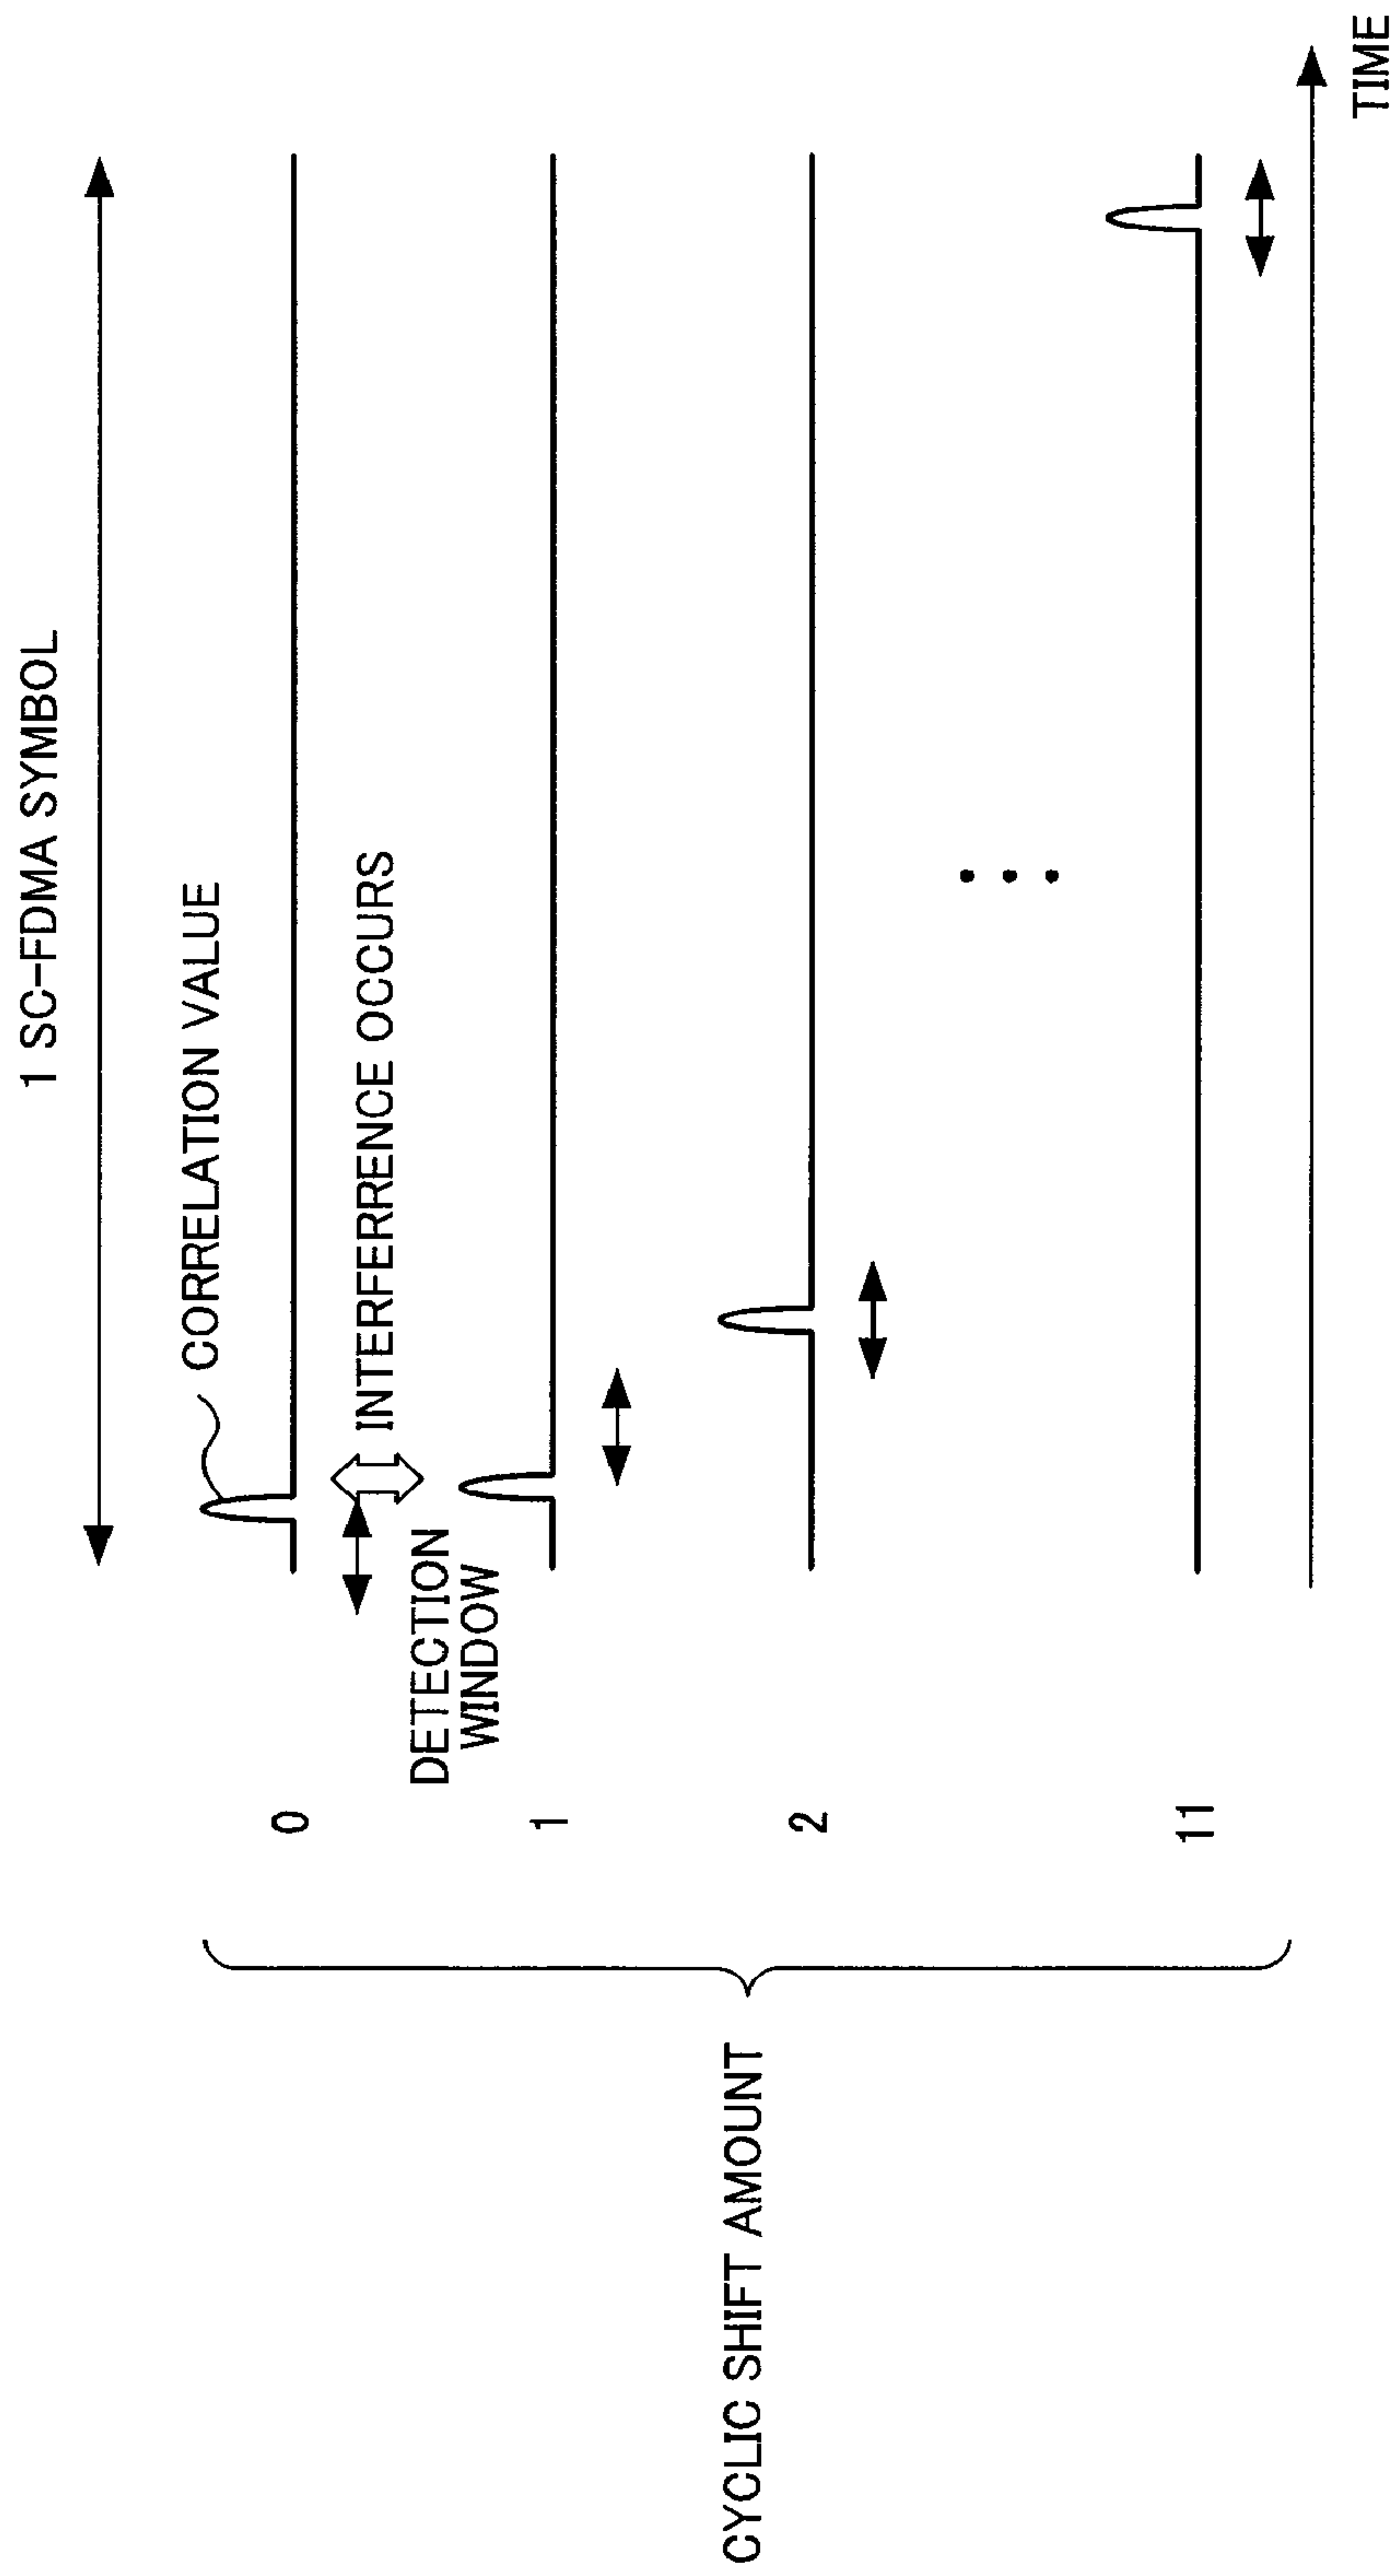 1 SC-FDMA SYMBOL
CORRELATION VALUE
0
INTERFERRENCE OCCURS
DETECTION
WINDOW
1
2
11
CYCLIC SHIFT AMOUNT
TIME